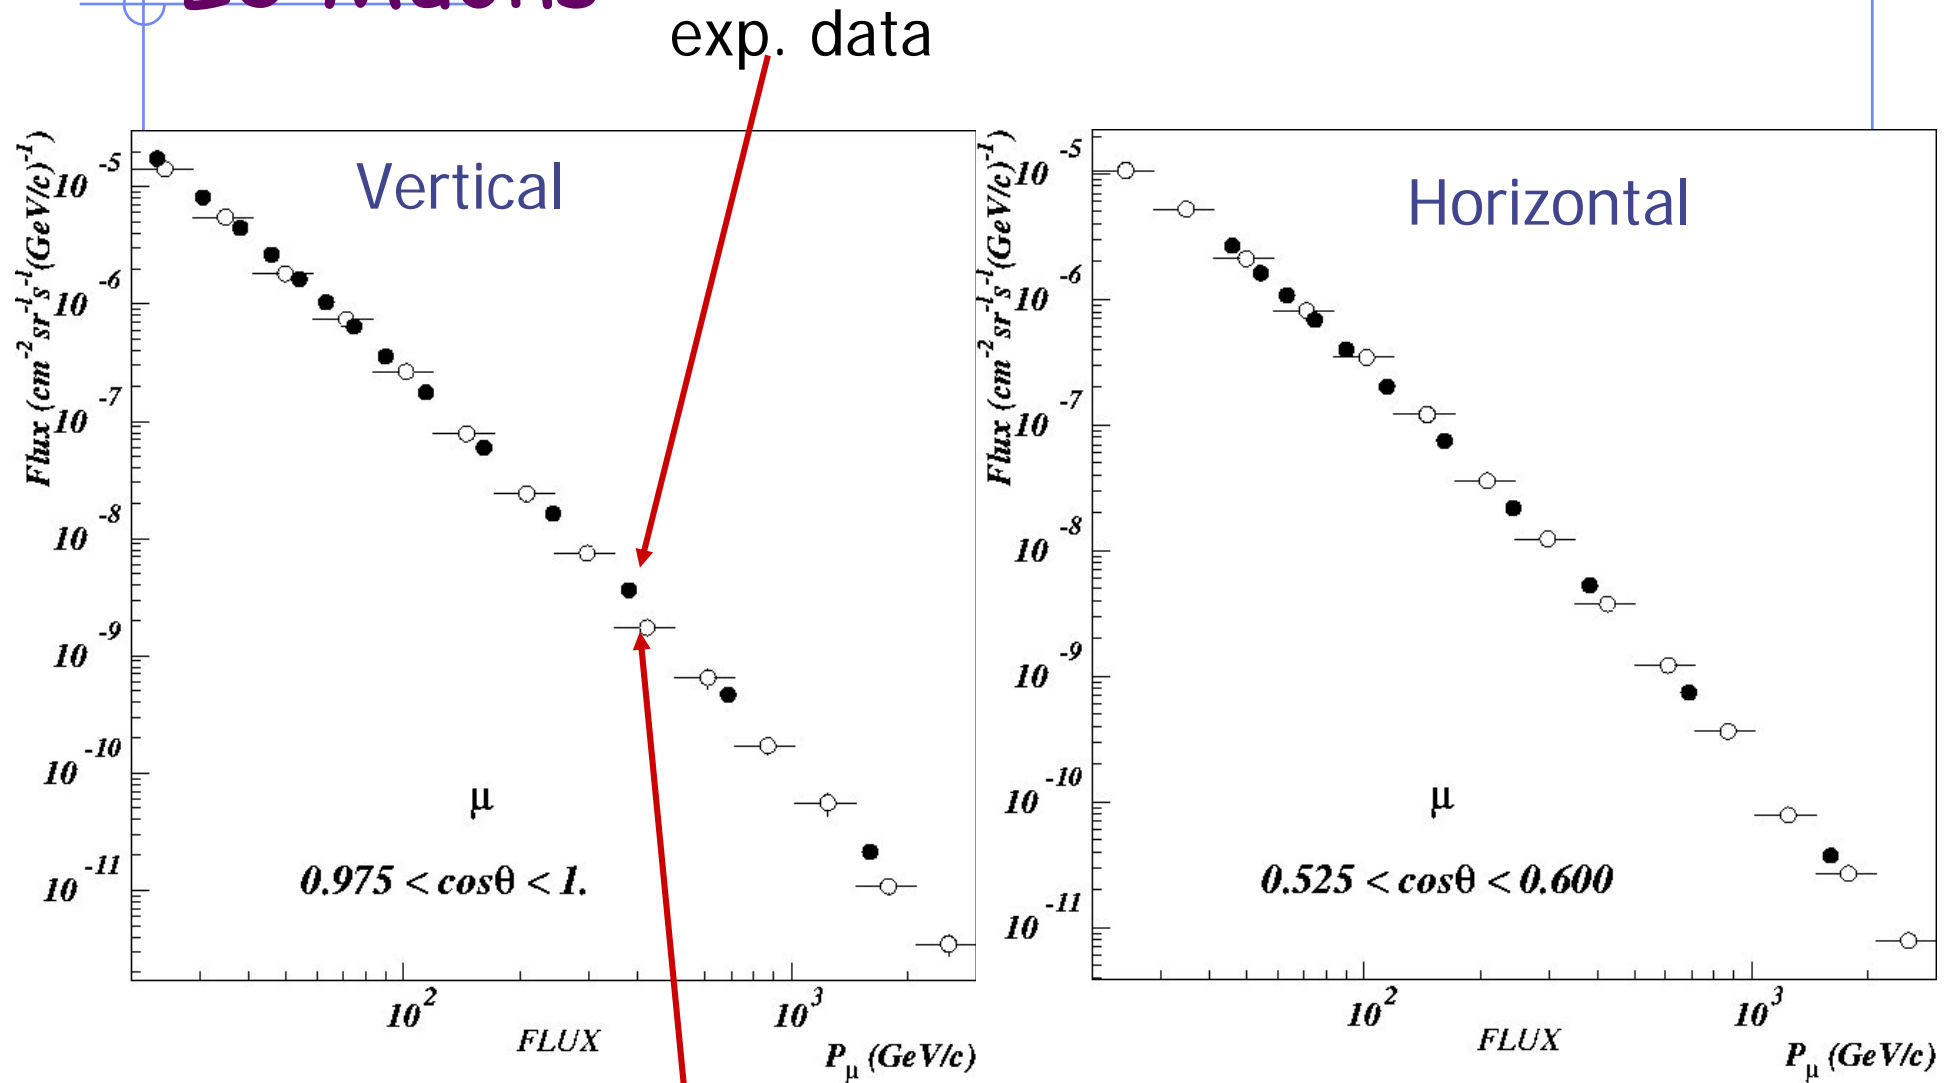 exp. data
Vertical
Flux (cm⁻² sr⁻¹ s⁻¹ (GeV/c)⁻¹)
10⁻⁵
10⁻⁶
10⁻⁷
10⁻⁸
10⁻⁹
10⁻¹⁰
10⁻¹¹
μ
0.975 < cosθ < 1.
10²
10³
FLUX
Pμ (GeV/c)
Horizontal
Flux (cm⁻² sr⁻¹ s⁻¹ (GeV/c)⁻¹)
10⁻⁵
10⁻⁶
10⁻⁷
10⁻⁸
10⁻⁹
10⁻¹⁰
10⁻¹¹
μ
0.525 < cosθ < 0.600
10²
10³
FLUX
Pμ (GeV/c)